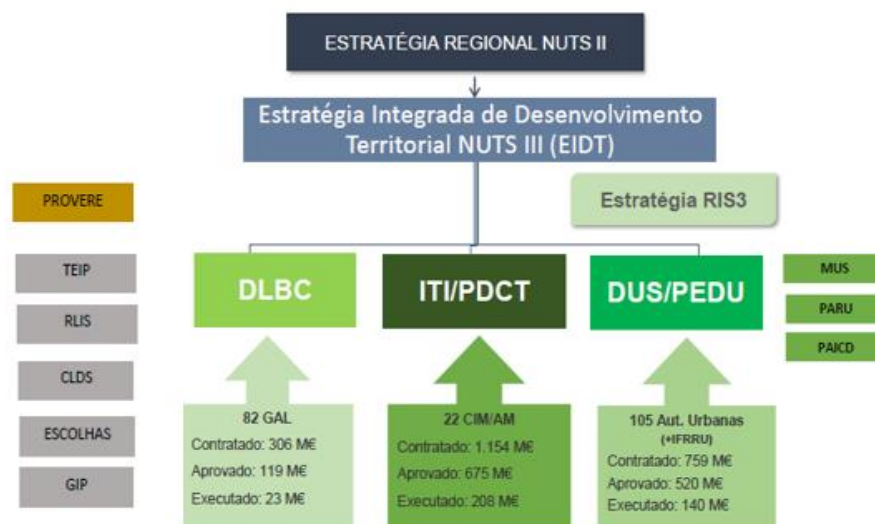 ESTRATÉGIA REGIONAL NUTS II
Estratégia Integrada de Desenvolvimento
Territorial NUTS III (EIDT)
PROVERE
Estratégia RIS3
TEIP
RLIS
CLDS
ESCOLHAS
GIP
DLBC
ITI/PDCT
DUS/PEDU
MUS
PARU
PAICD
82 GAL
Contratado: 306 M€
Aprovado: 119 M€
Executado: 23 M€
22 CIM/AM
Contratado: 1.154 M€
Aprovado: 675 M€
Executado: 208 M€
105 Aut. Urbanas
(+IFRRU)
Contratado: 759 M€
Aprovado: 520 M€
Executado: 140 M€